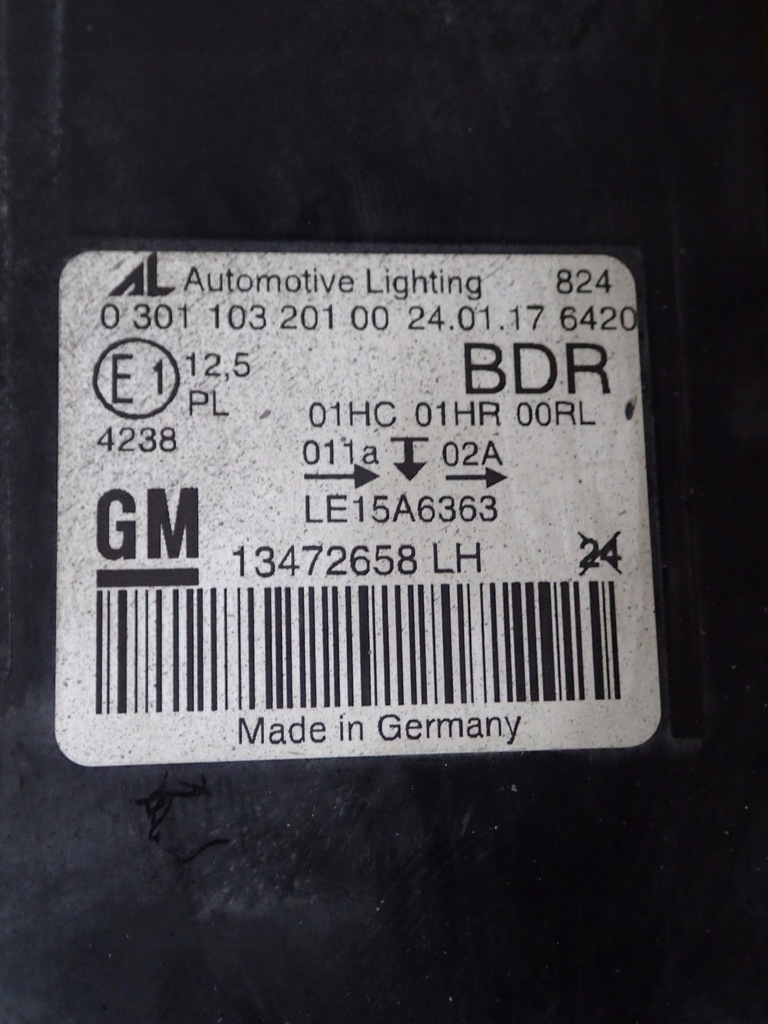 AL Automotive Lighting 824
0 301 103 201 00 24.01.17 6420
E1 12,5 BDR
PL 01HC 01HR 00RL
4238 011a 02A
LE15A6363
GM 13472658 LH 24
Made in Germany